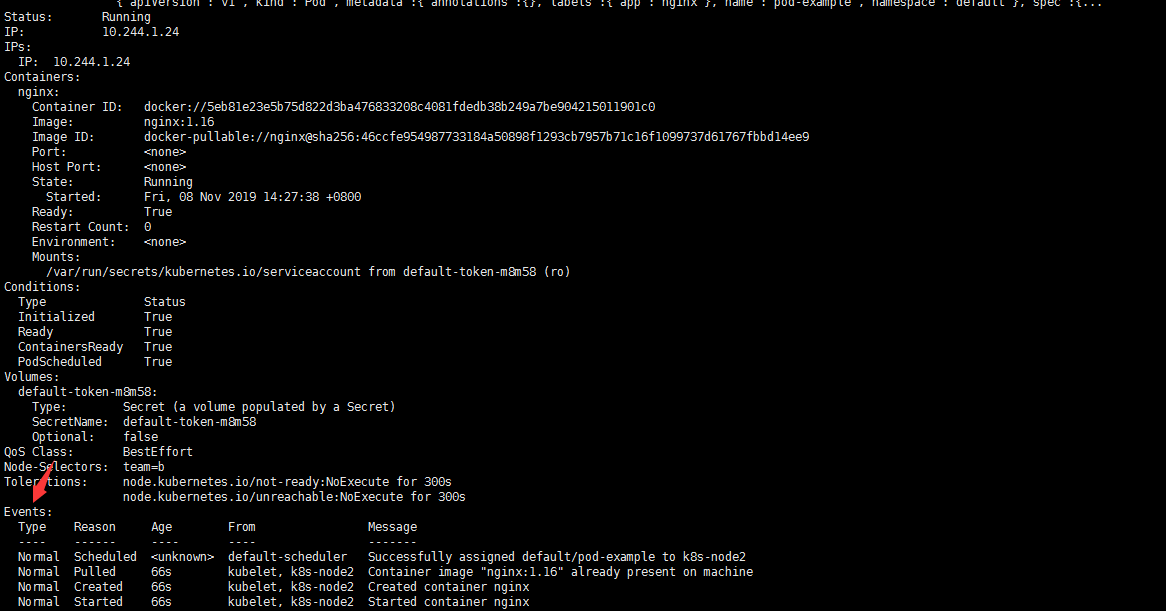 {"apiVersion":"v1","kind":"Pod","metadata":{"annotations":{},"labels":{"app":"nginx"},"name":"pod-example","namespace":"default"},"spec":{...
Status:       Running
IP:           10.244.1.24
IPs:
  IP:  10.244.1.24
Containers:
  nginx:
    Container ID:   docker://5eb81e23e5b75d822d3ba476833208c4081fdedb38b249a7be904215011901c0
    Image:          nginx:1.16
    Image ID:       docker-pullable://nginx@sha256:46ccfe954987733184a50898f1293cb7957b71c16f1099737d61767fbbd14ee9
    Port:           <none>
    Host Port:      <none>
    State:          Running
      Started:      Fri, 08 Nov 2019 14:27:38 +0800
    Ready:          True
    Restart Count:  0
    Environment:    <none>
    Mounts:
      /var/run/secrets/kubernetes.io/serviceaccount from default-token-m8m58 (ro)
Conditions:
  Type              Status
  Initialized       True
  Ready             True
  ContainersReady   True
  PodScheduled      True
Volumes:
  default-token-m8m58:
    Type:        Secret (a volume populated by a Secret)
    SecretName:  default-token-m8m58
    Optional:    false
QoS Class:       BestEffort
Node-Selectors:  team=b
Tolerations:     node.kubernetes.io/not-ready:NoExecute for 300s
                 node.kubernetes.io/unreachable:NoExecute for 300s
Events:
  Type    Reason     Age        From                Message
  ----    ------     ----       ----                -------
  Normal  Scheduled  <unknown>  default-scheduler   Successfully assigned default/pod-example to k8s-node2
  Normal  Pulled     66s        kubelet, k8s-node2  Container image "nginx:1.16" already present on machine
  Normal  Created    66s        kubelet, k8s-node2  Created container nginx
  Normal  Started    66s        kubelet, k8s-node2  Started container nginx